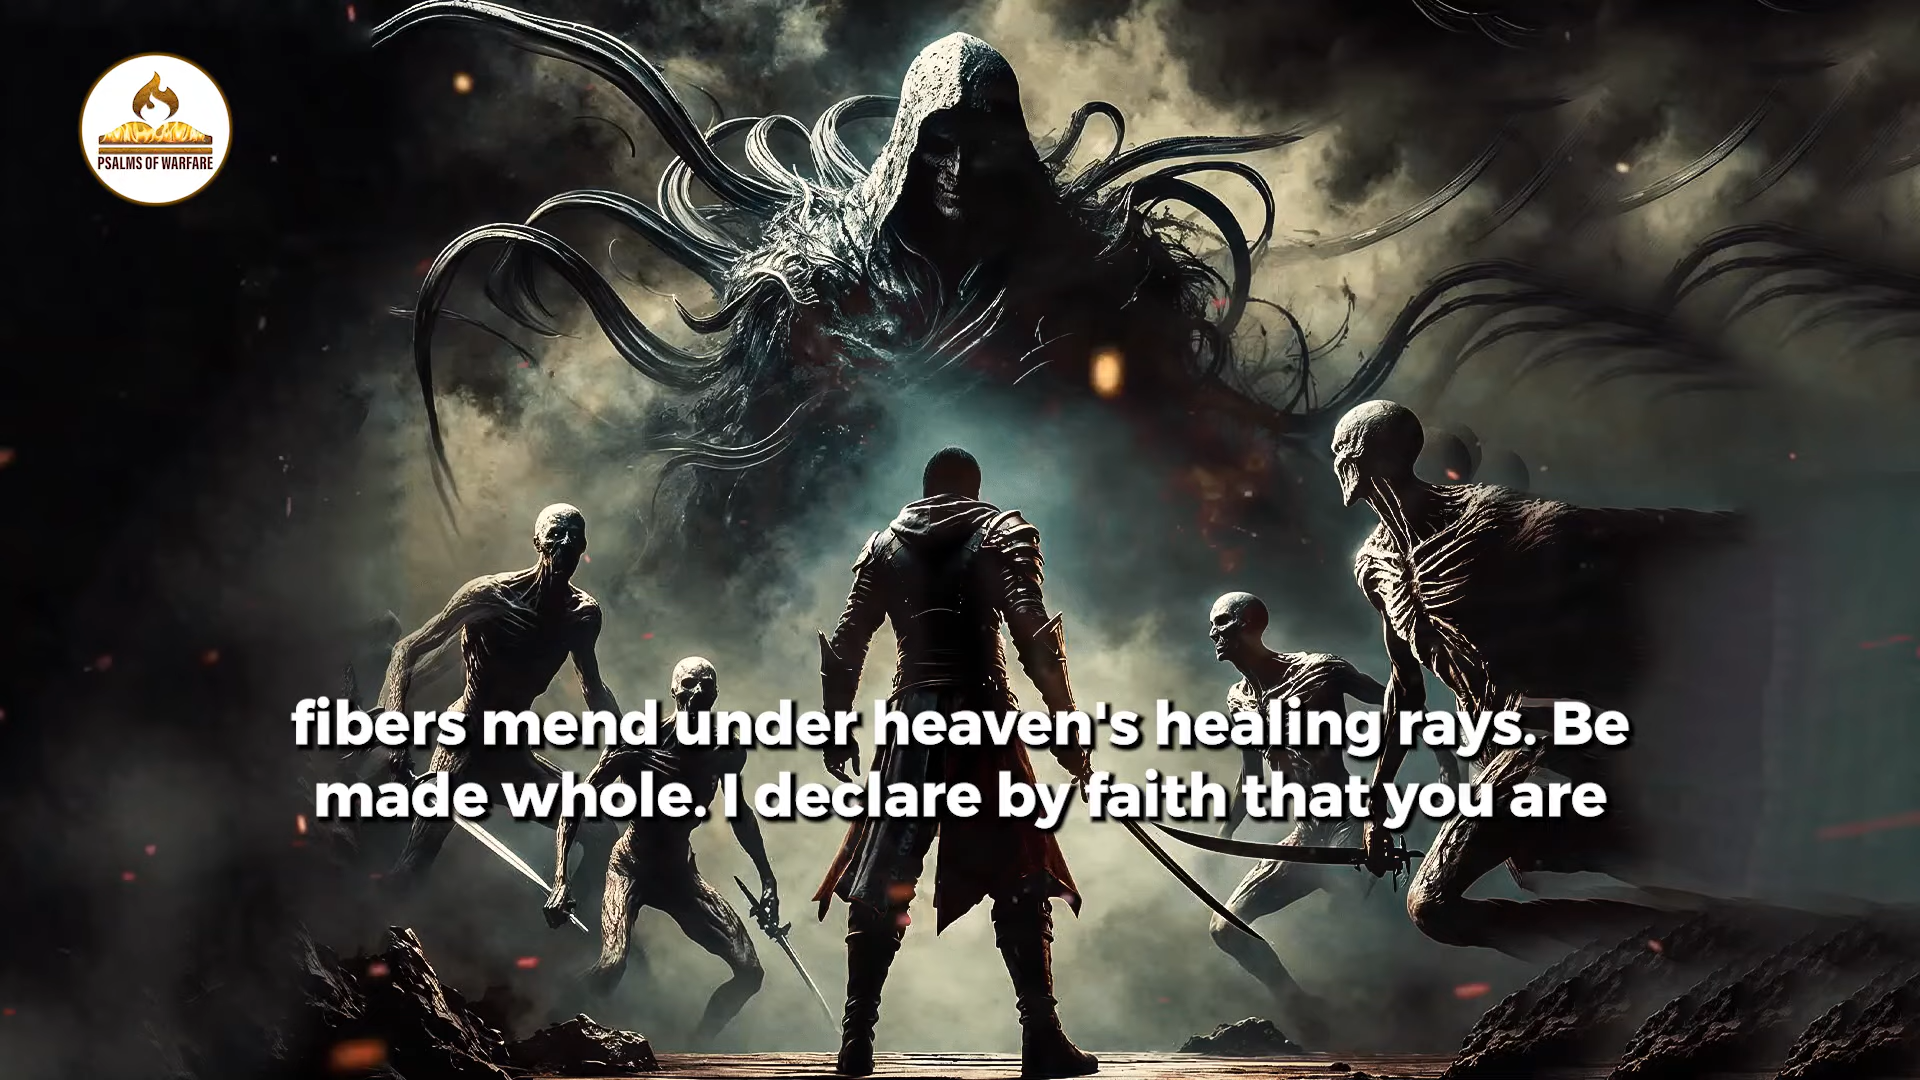 PSALMS OF WARFARE
fibers mend under heaven's healing rays. Be
made whole. I declare by faith that you are